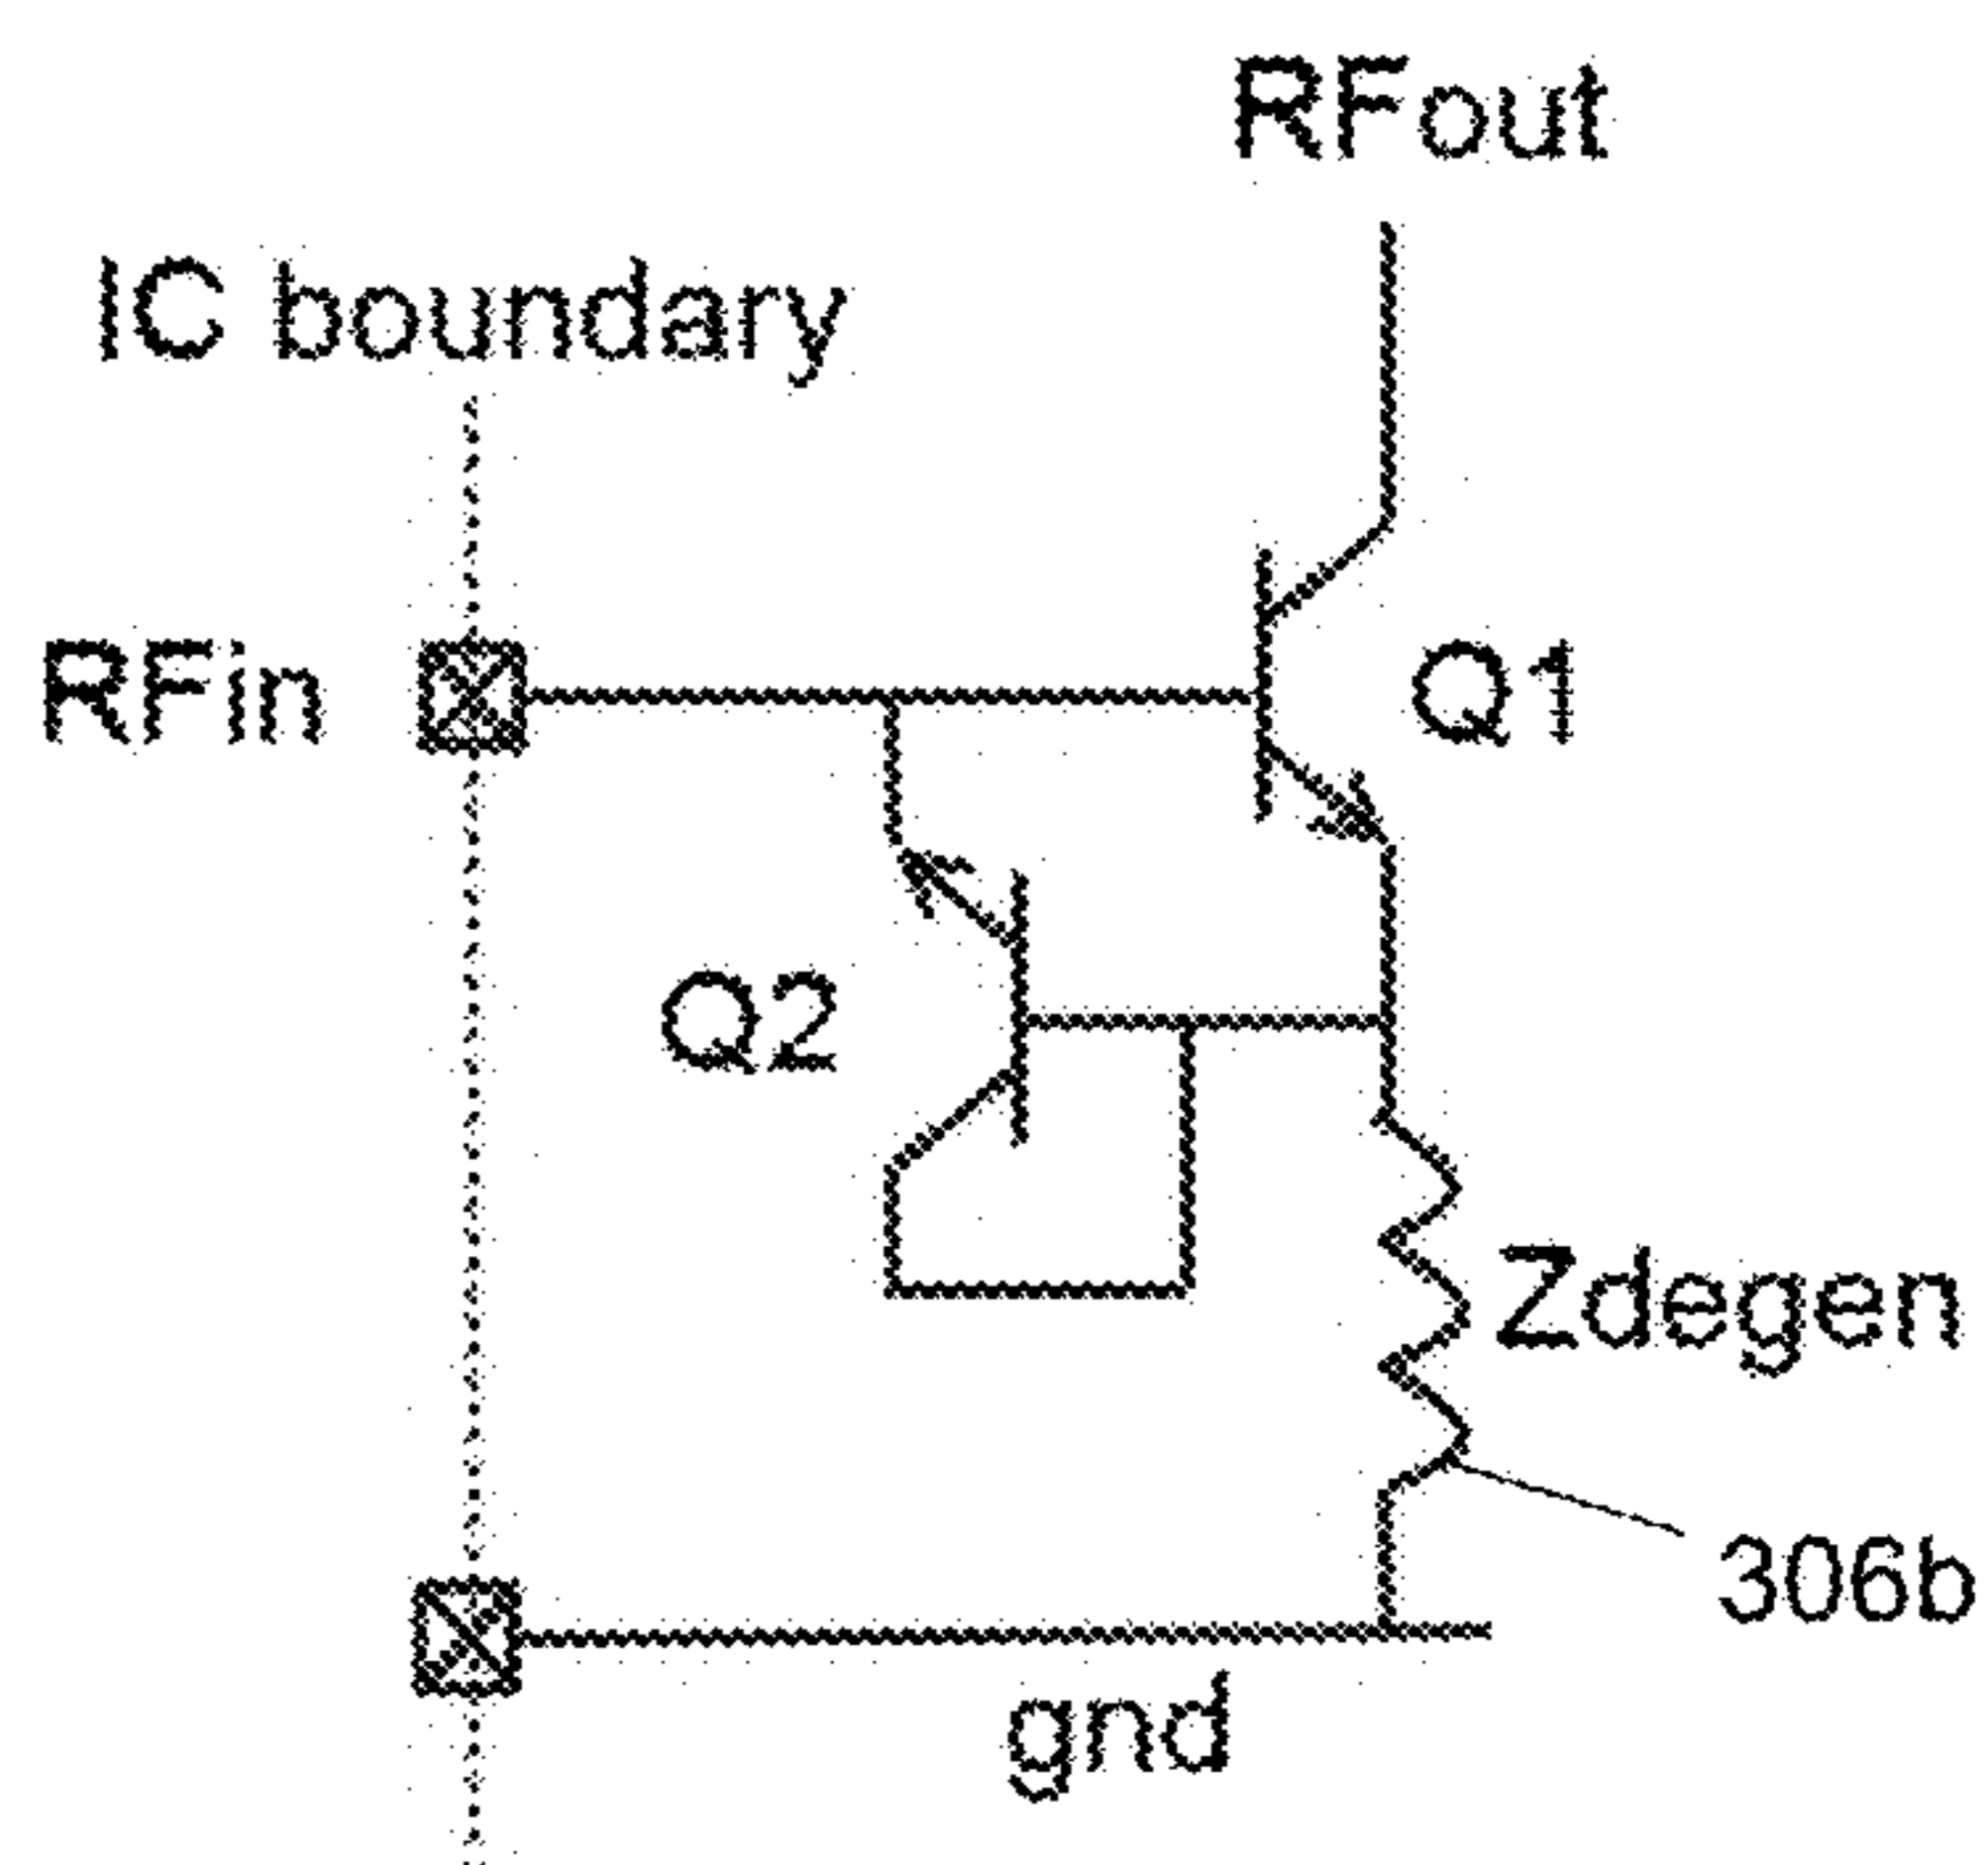 RFout
IC boundary
RFin
Q1
Q2
Zdegen
306b
gnd